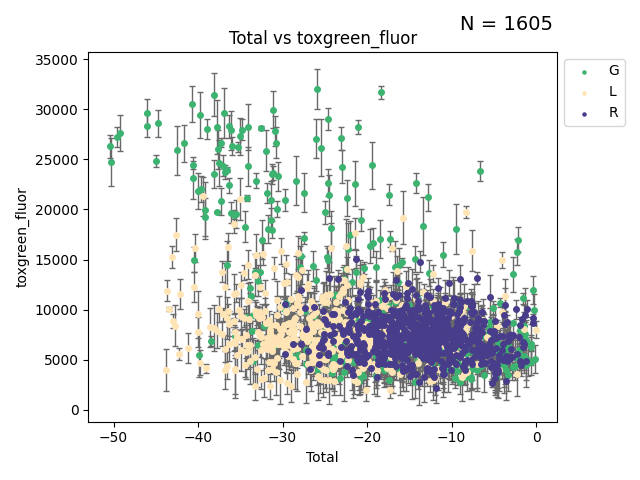 N = 1605
Total vs toxgreen_fluor
35000
30000
25000
20000
15000
10000
5000
0
toxgreen_fluor
−50
−40
−30
−20
−10
0
Total
G
L
R